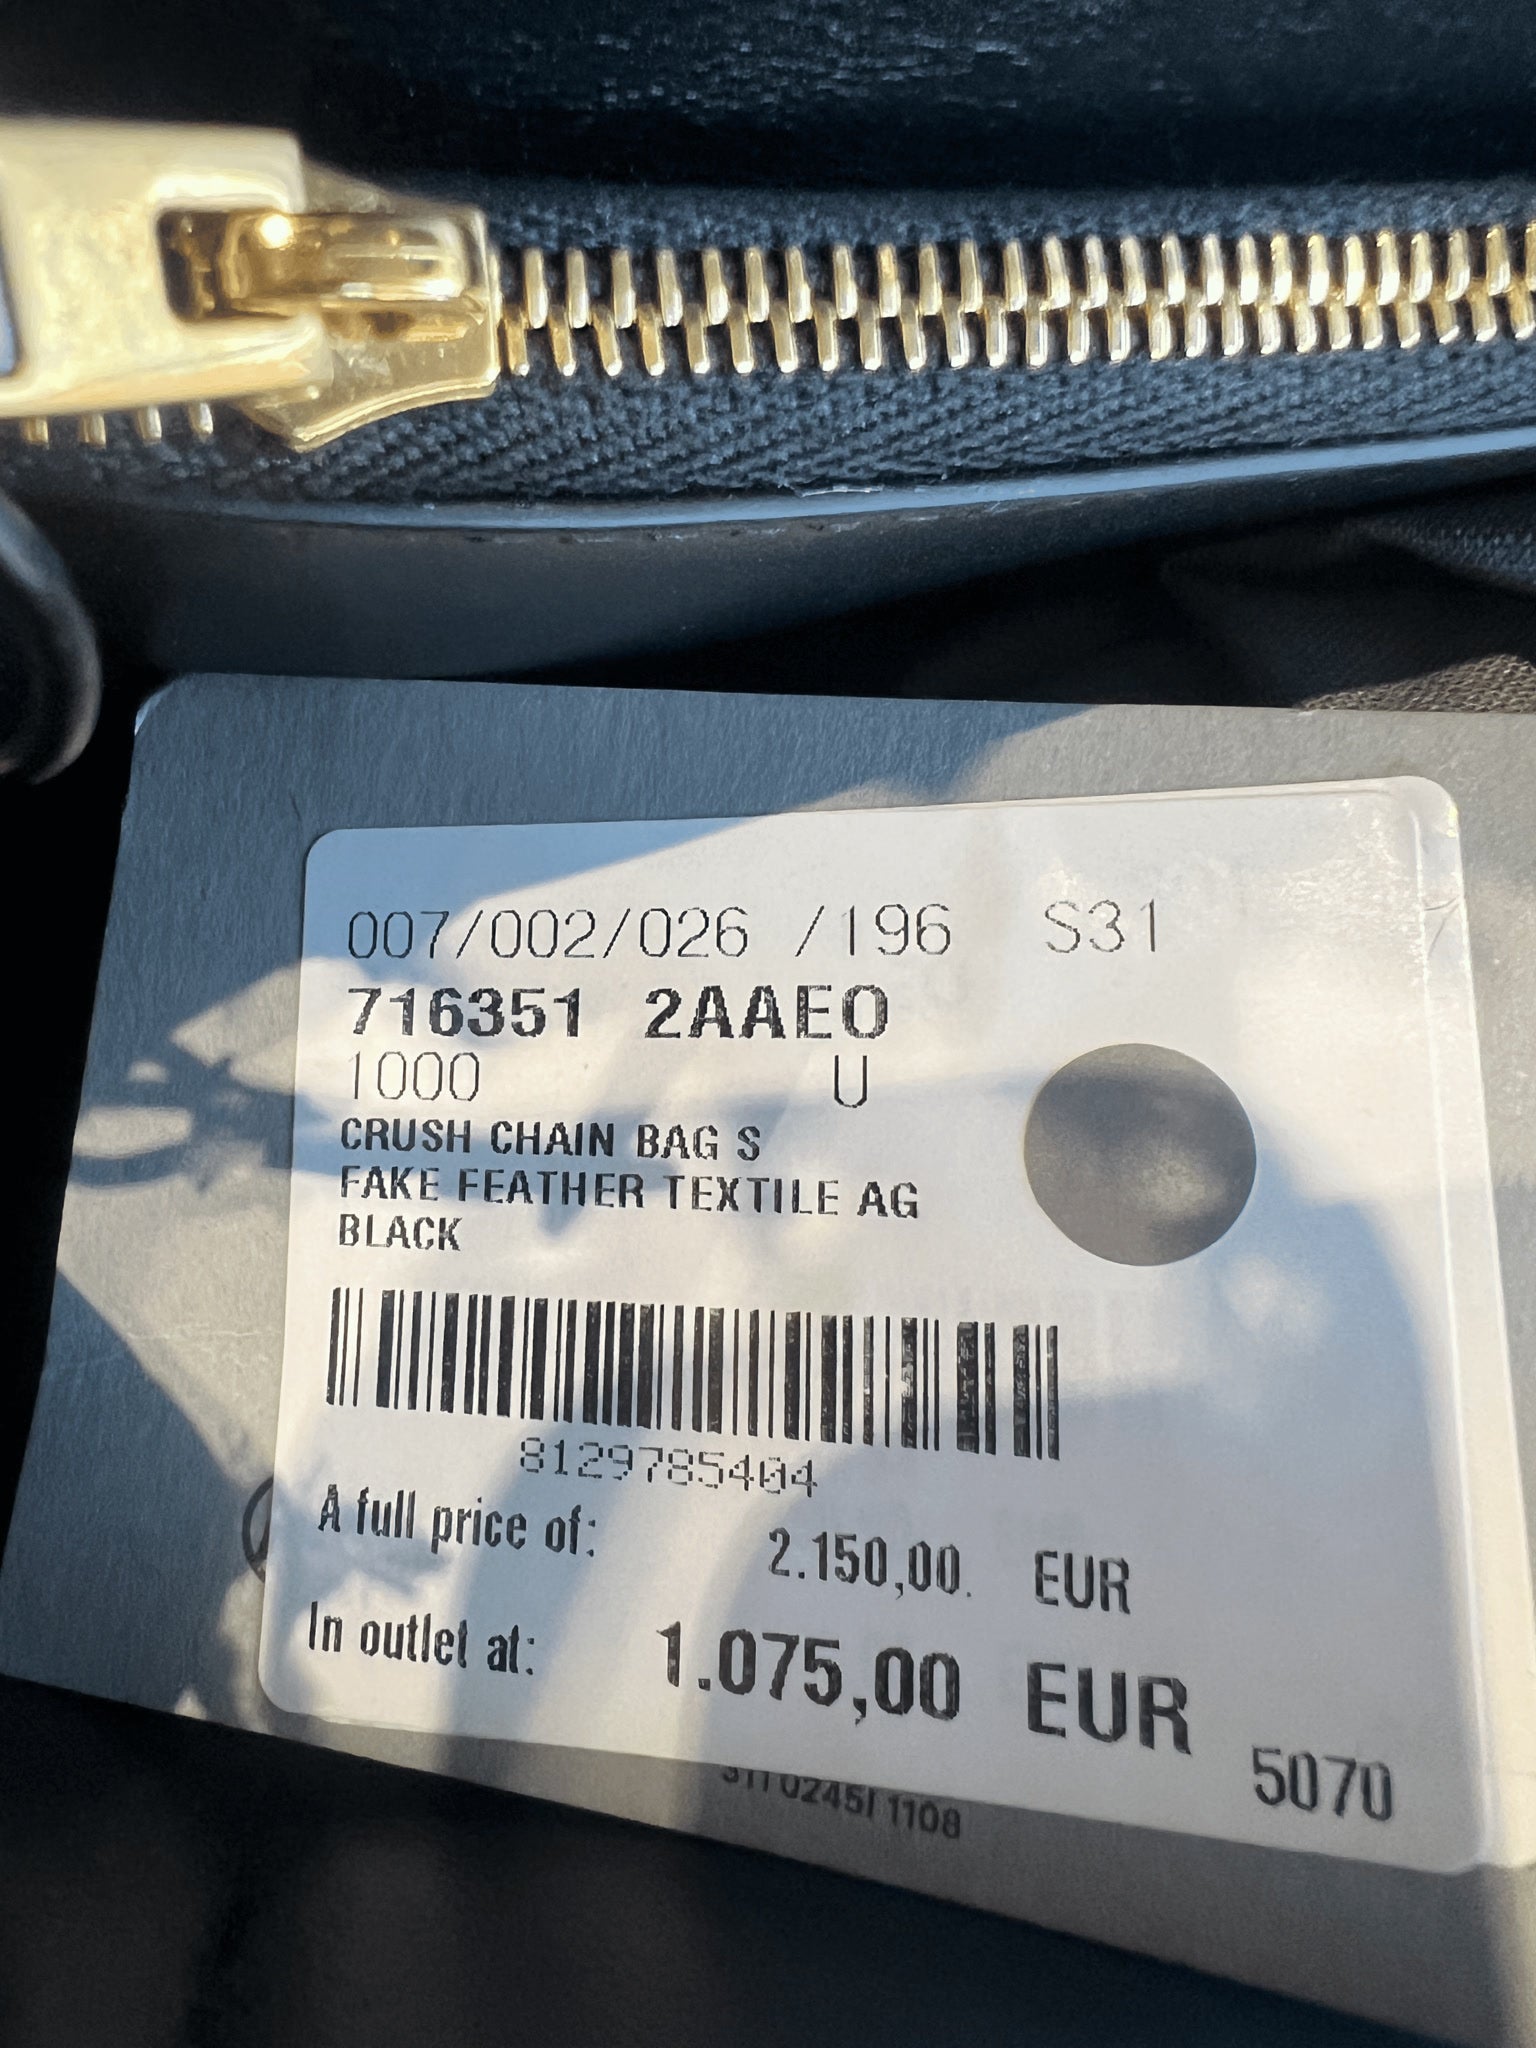 007/002/026 /196 S31
716351 2AAEO
1000 U
CRUSH CHAIN BAG S
FAKE FEATHER TEXTILE AG
BLACK
8129785404
A full price of: 2.150,00. EUR
In outlet at: 1.075,00 EUR
5070
1108